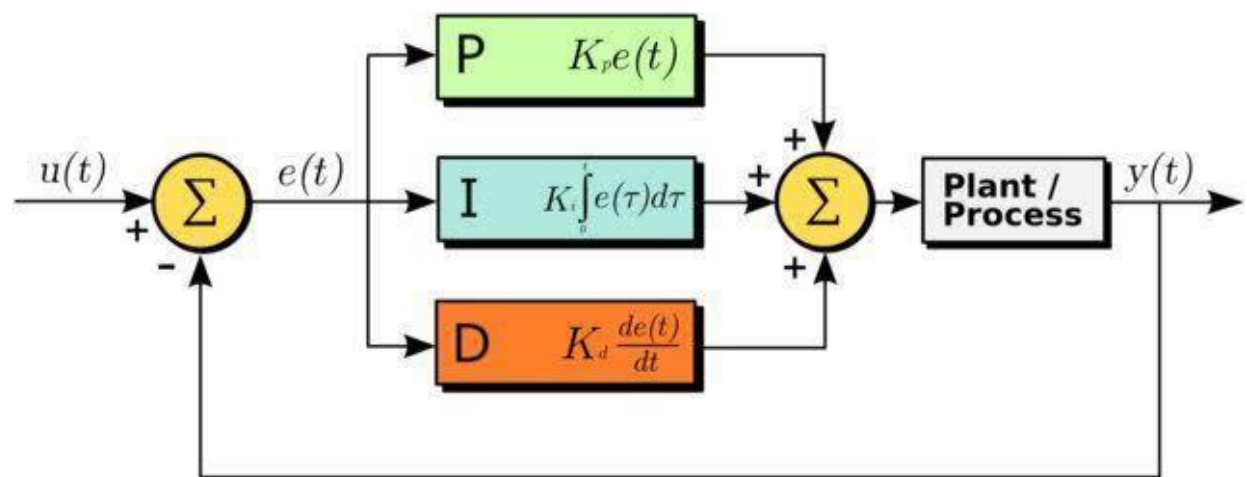 u(t)
+
-
Σ
e(t)
P K_p e(t)
I K_i ∫_0^t e(τ)dτ
D K_d de(t)/dt
+
+
+
Σ
Plant /
Process
y(t)